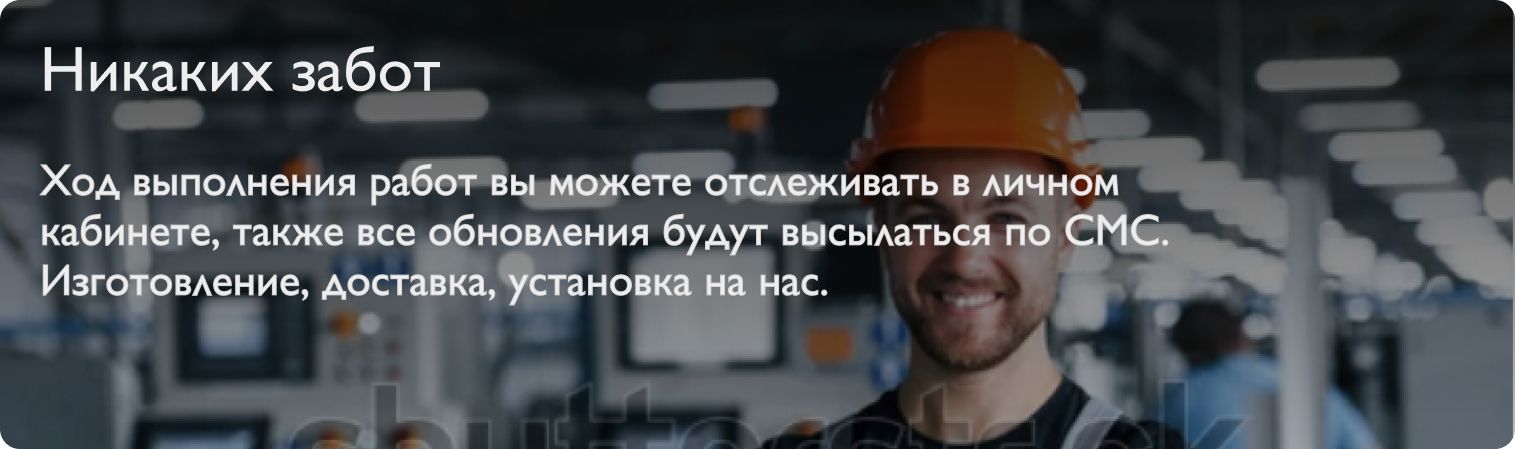 Никаких забот
Ход выполнения работ вы можете отслеживать в личном
кабинете, также все обновления будут высылаться по СМС.
Изготовление, доставка, установка на нас.
shutterstock